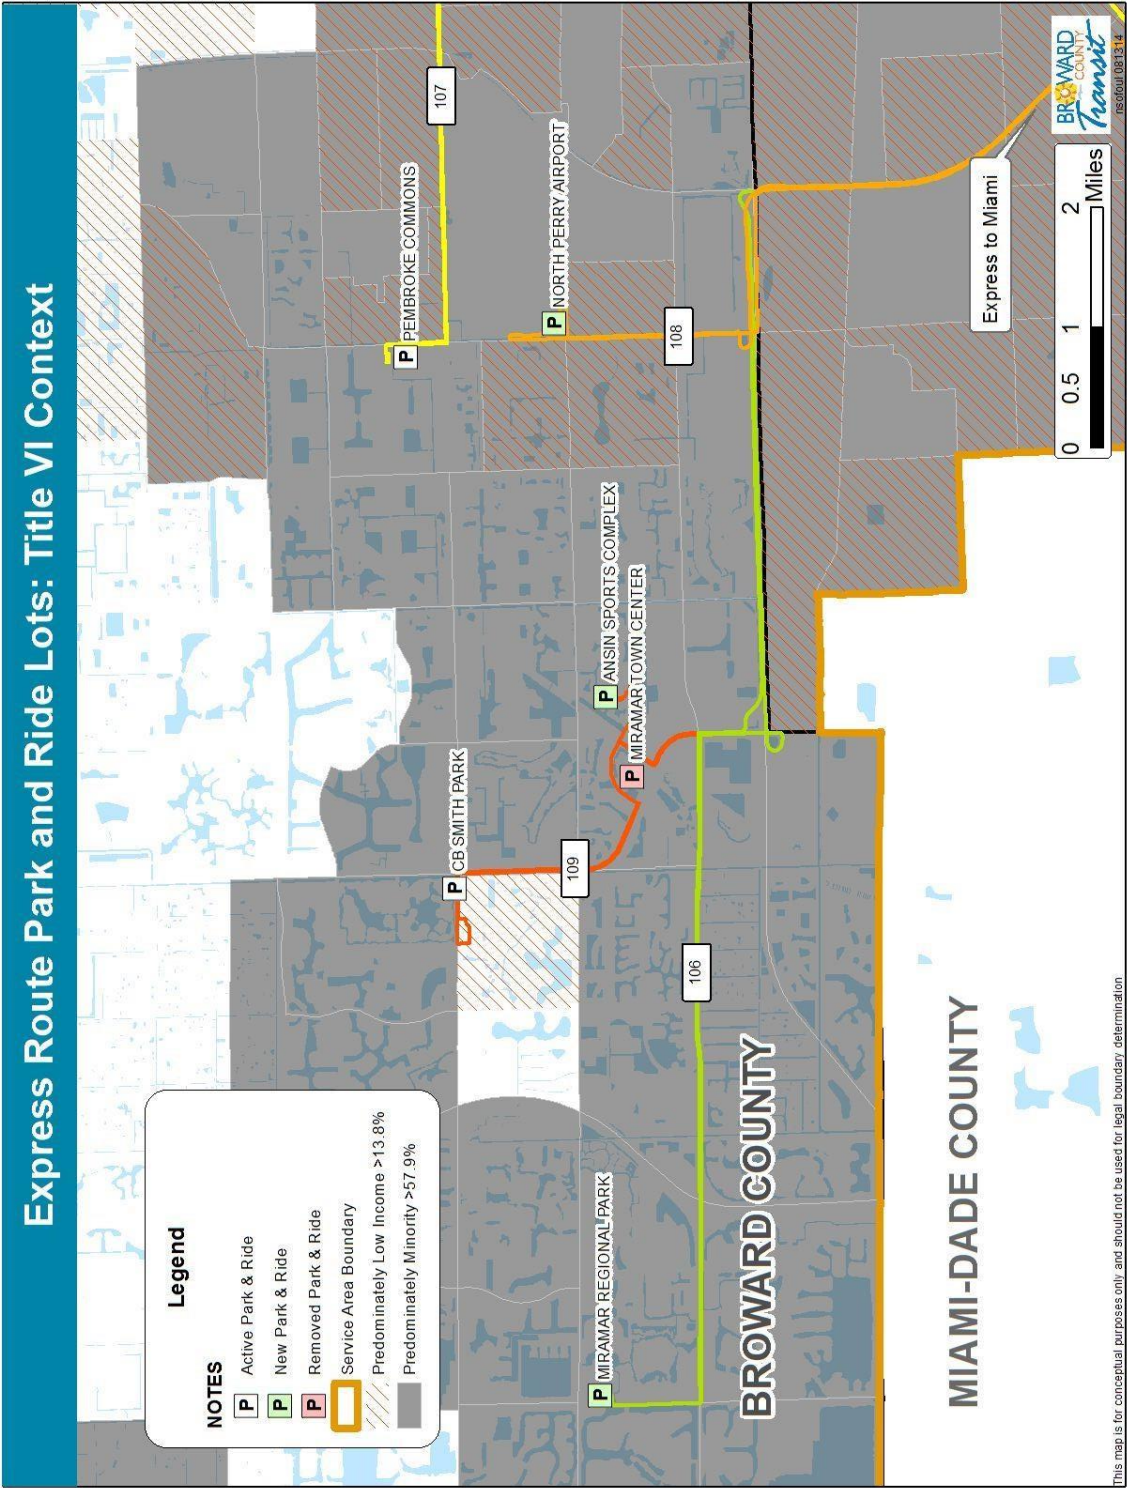 Express Route Park and Ride Lots: Title VI Context
107
PEMBROKE COMMONS
P
NORTH PERRY AIRPORT
P
108
BROWARD
COUNTY
Transit
nsofoul 081314
Express to Miami
0 0.5 1 2
Miles
ANSIN SPORTS COMPLEX
P
MIRAMAR TOWN CENTER
P
CB SMITH PARK
P
109
106
MIRAMAR REGIONAL PARK
P
BROWARD COUNTY
MIAMI-DADE COUNTY
Legend
NOTES
P Active Park & Ride
P New Park & Ride
P Removed Park & Ride
Service Area Boundary
Predominately Low Income >13.8%
Predominately Minority >57.9%
This map is for conceptual purposes only and should not be used for legal boundary determination